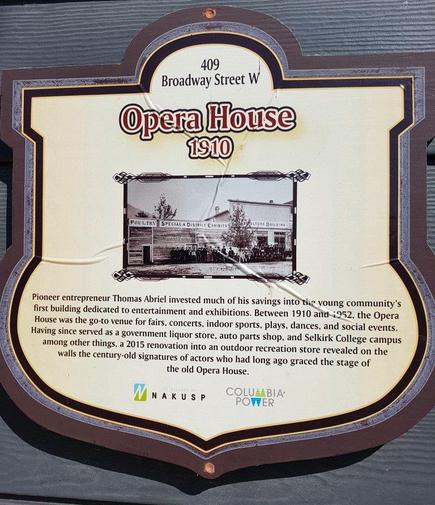 409
Broadway Street W
Opera House
1910
POULTRY SPECIAL & DISTRICT EXHIBITS BUILDING
Pioneer entrepreneur Thomas Abriel invested much of his savings into the young community's
first building dedicated to entertainment and exhibitions. Between 1910 and 1952, the Opera
House was the go-to venue for fairs, concerts, indoor sports, plays, dances, and social events.
Having since served as a government liquor store, auto parts shop, and Selkirk College campus
among other things, a 2015 renovation into an outdoor recreation store revealed on the
walls the century-old signatures of actors who had long ago graced the stage of
the old Opera House.
NAKUSP
COLUMBIA
POWER